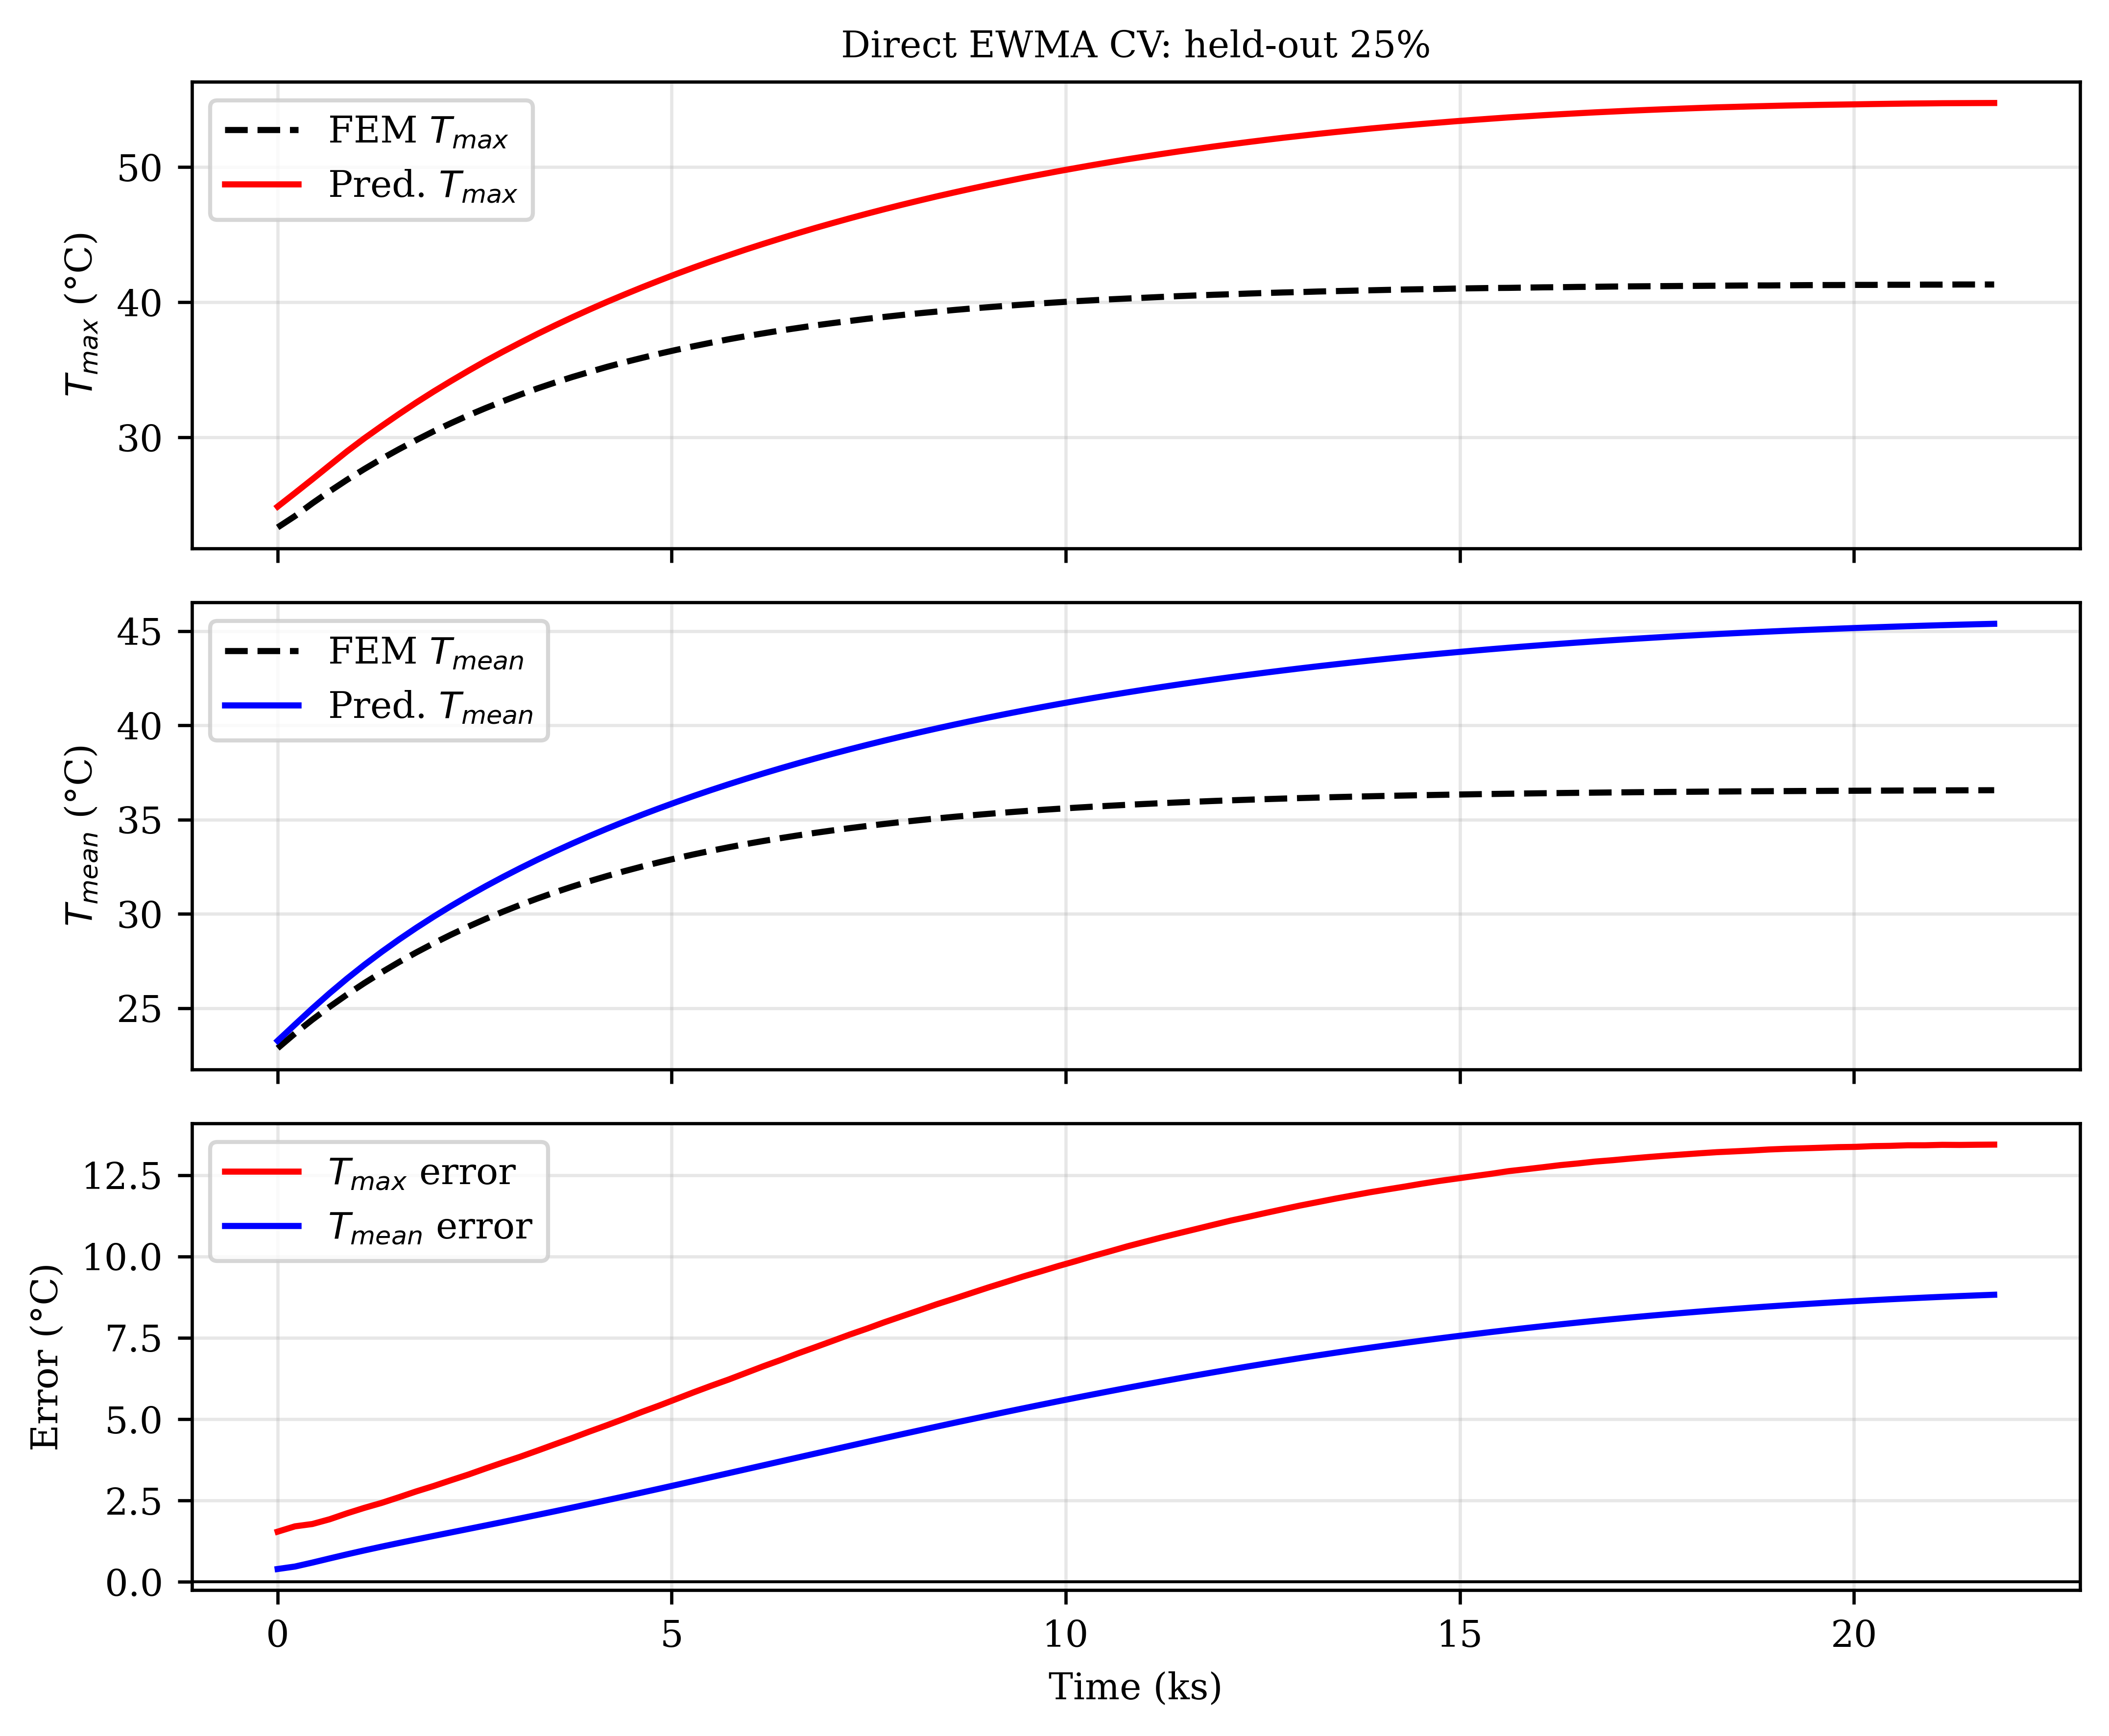 Direct EWMA CV: held-out 25%
FEM T_max
Pred. T_max
50
40
30
T_max (°C)
FEM T_mean
Pred. T_mean
45
40
35
30
25
T_mean (°C)
T_max error
T_mean error
12.5
10.0
7.5
5.0
2.5
0.0
Error (°C)
0 5 10 15 20
Time (ks)